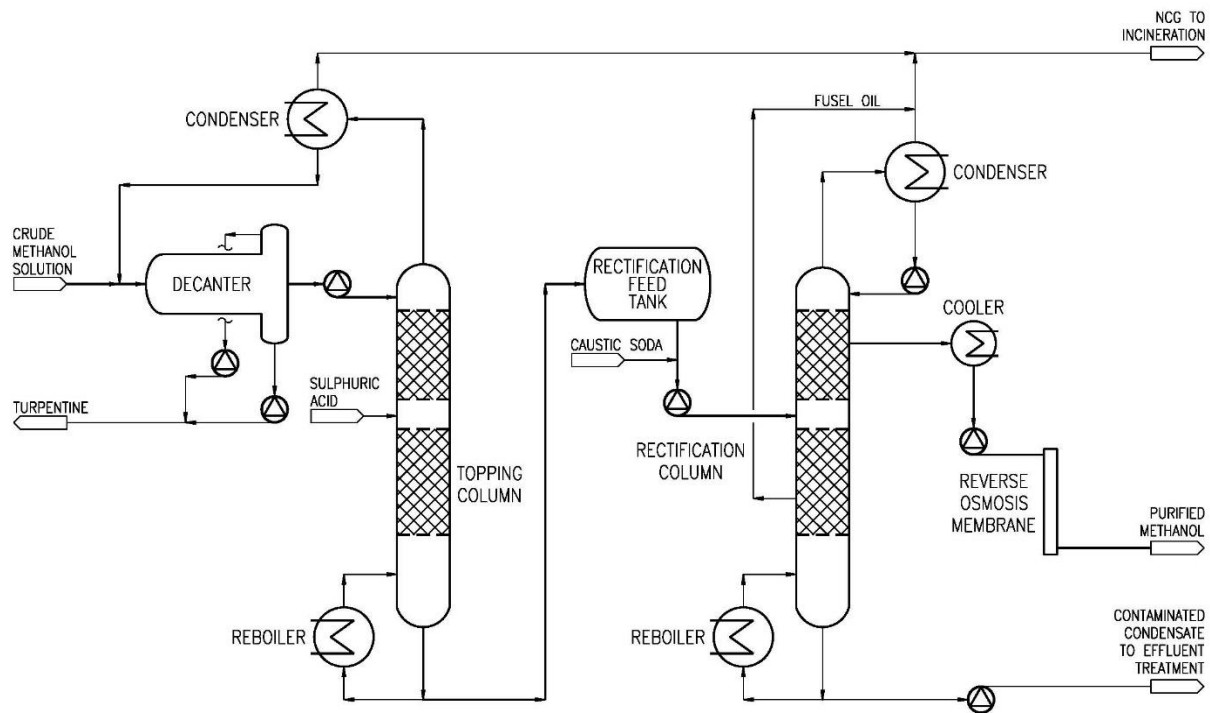 NCG TO
INCINERATION
FUSEL OIL
CONDENSER
CONDENSER
CRUDE
METHANOL
SOLUTION
DECANTER
RECTIFICATION
FEED
TANK
COOLER
CAUSTIC SODA
SULPHURIC
ACID
TURPENTINE
TOPPING
COLUMN
RECTIFICATION
COLUMN
REVERSE
OSMOSIS
MEMBRANE
PURIFIED
METHANOL
REBOILER
REBOILER
CONTAMINATED
CONDENSATE
TO EFFLUENT
TREATMENT